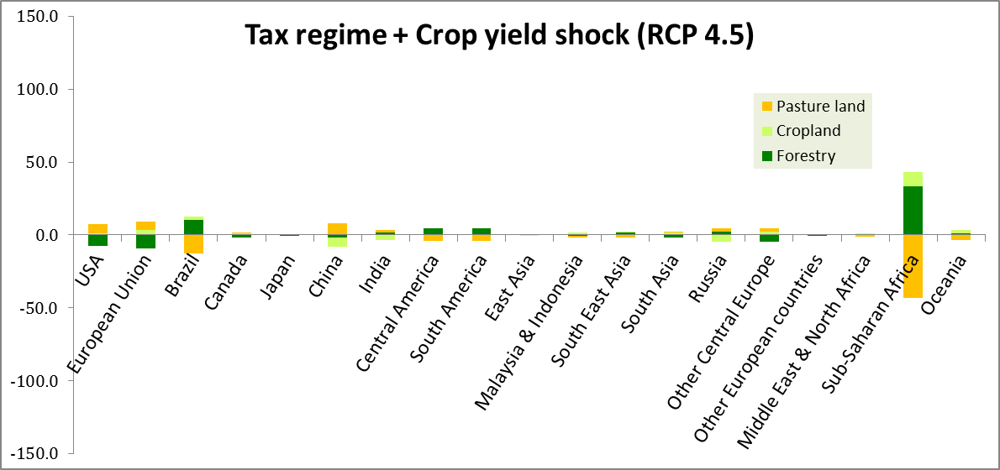 Tax regime + Crop yield shock (RCP 4.5)
150.0
100.0
50.0
0.0
-50.0
-100.0
-150.0
Pasture land
Cropland
Forestry
USA
European Union
Brazil
Canada
Japan
China
India
Central America
South America
East Asia
Malaysia & Indonesia
South East Asia
South Asia
Russia
Other Central Europe
Other European countries
Middle East & North Africa
Sub-Saharan Africa
Oceania